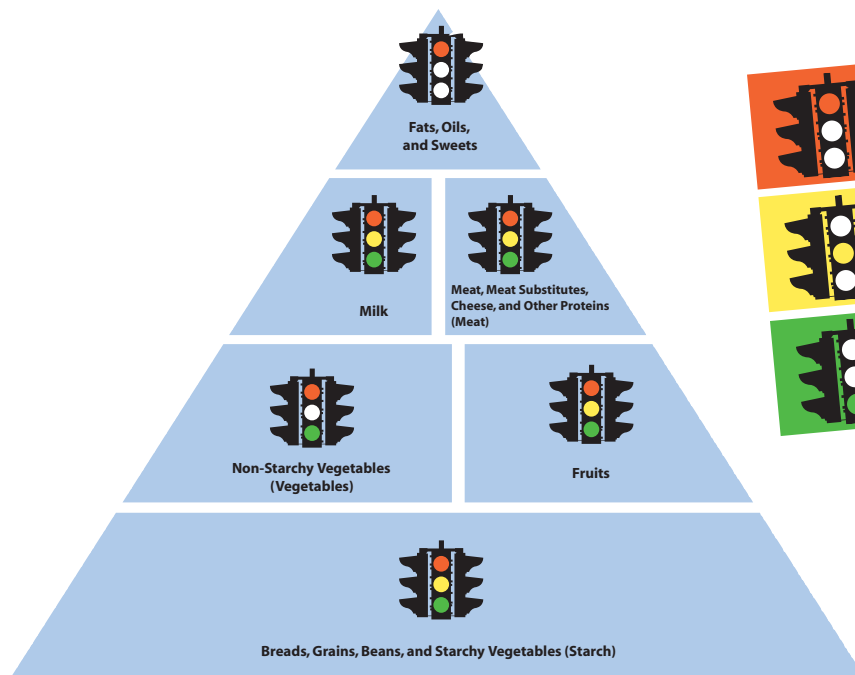 Fats, Oils,
and Sweets
Milk
Meat, Meat Substitutes,
Cheese, and Other Proteins
(Meat)
Non-Starchy Vegetables
(Vegetables)
Fruits
Breads, Grains, Beans, and Starchy Vegetables (Starch)